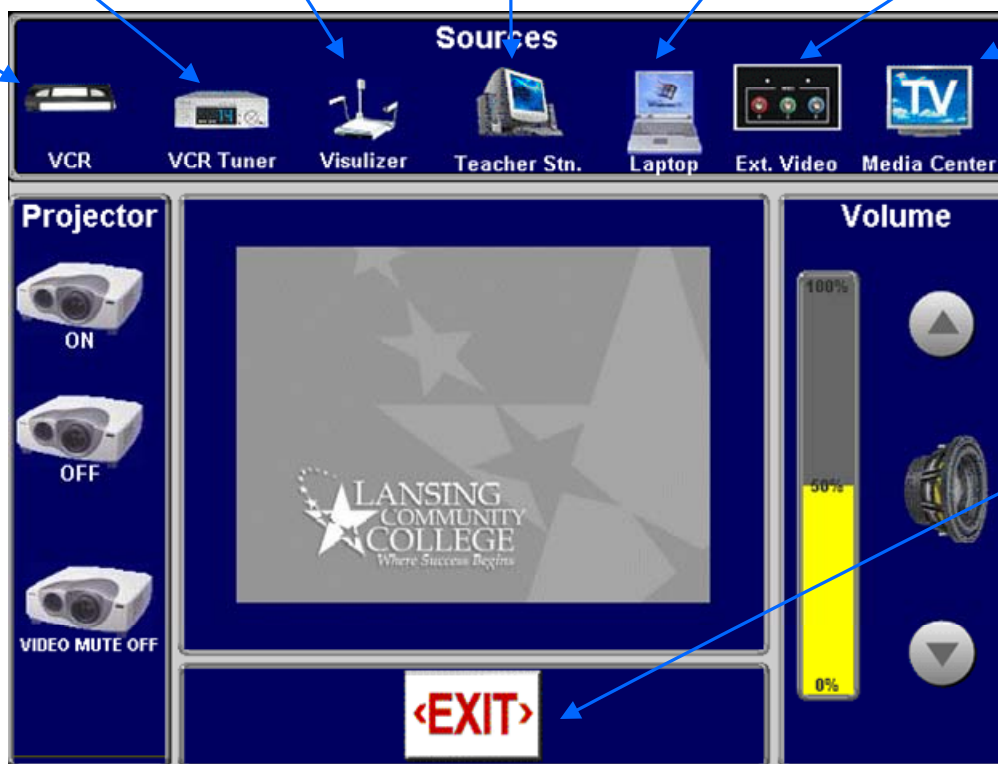 Sources
VCR
VCR Tuner
Visulizer
Teacher Stn.
Laptop
Ext. Video
Media Center
TV
Projector
ON
OFF
VIDEO MUTE OFF
LANSING
COMMUNITY
COLLEGE
Where Success Begins
Volume
100%
50%
0%
‹EXIT›